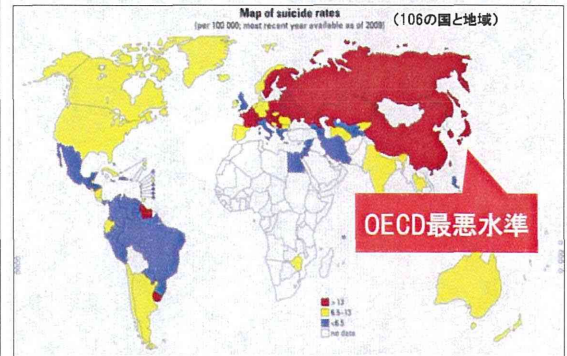 Map of suicide rates
(per 100 000; most recent year available as of 2009)
(106の国と地域)
OECD最悪水準
> 13
6.5-13
<6.5
no data